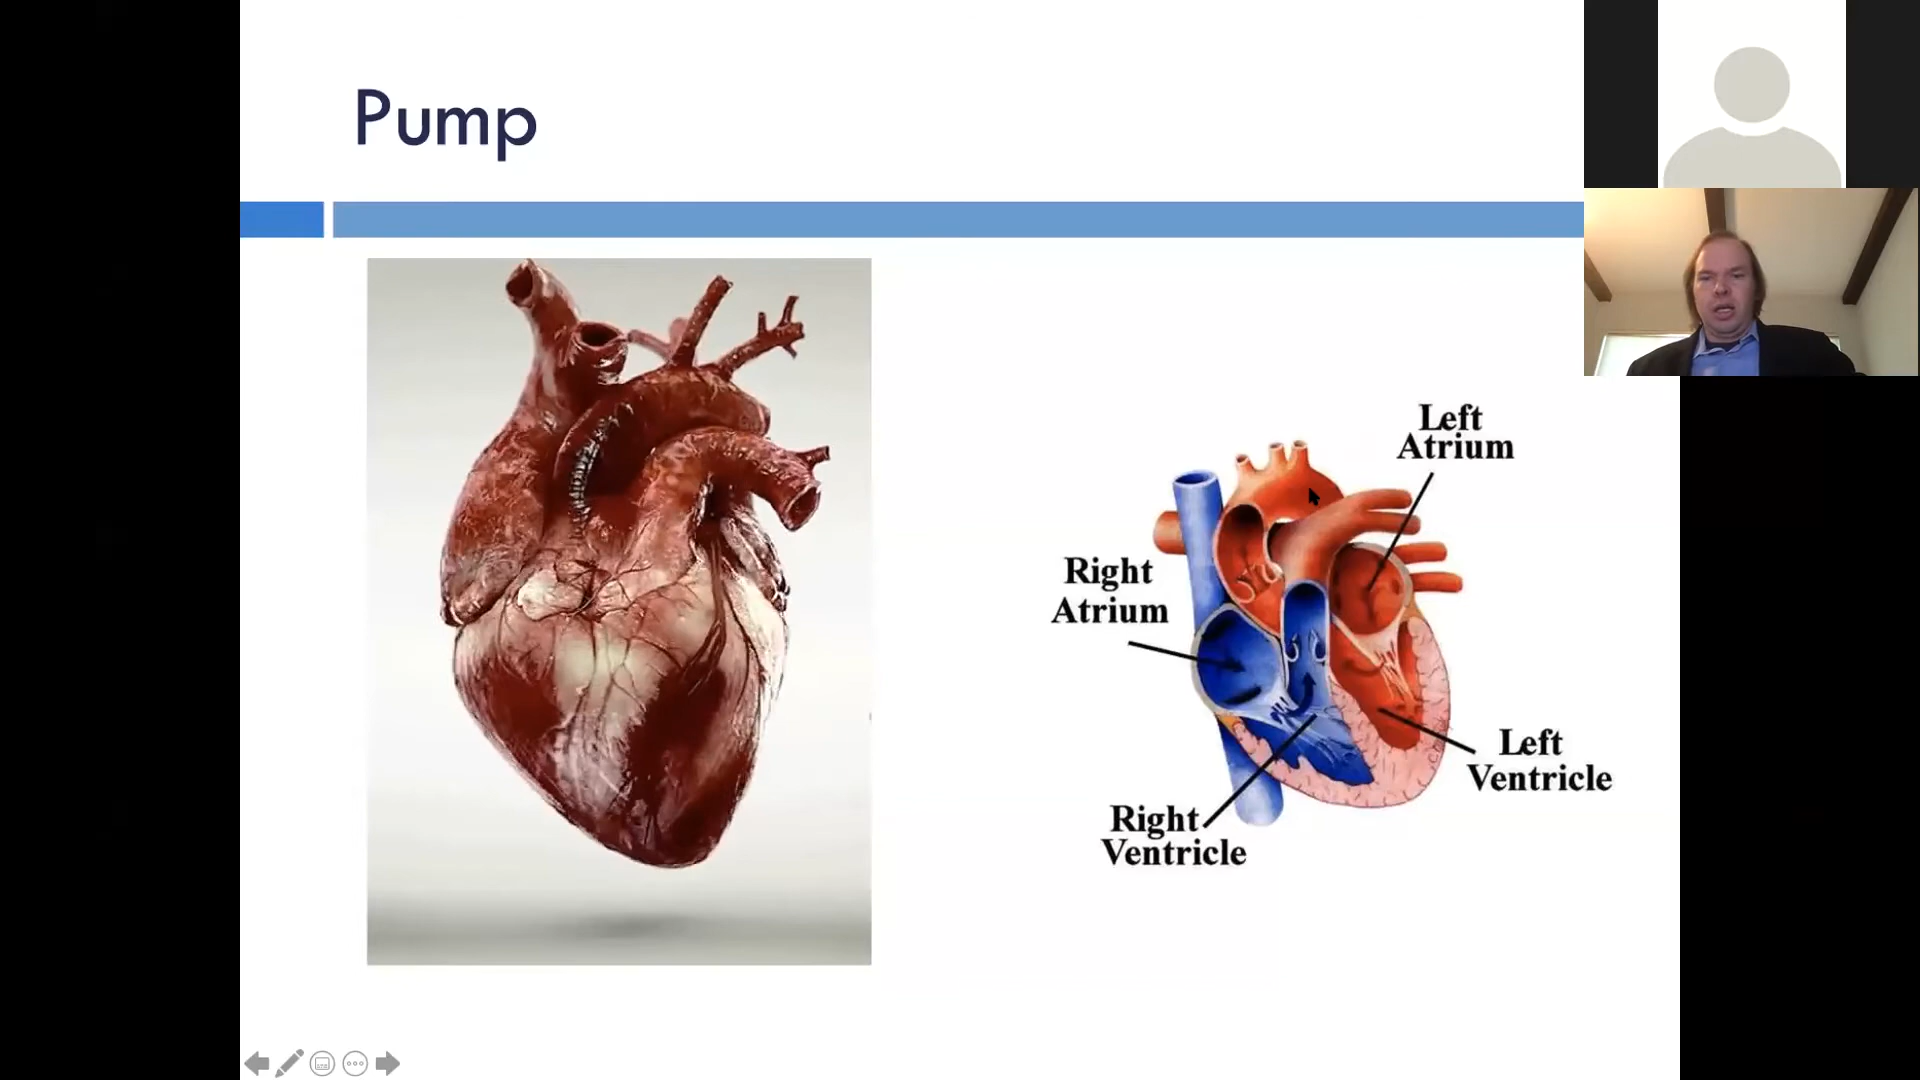 Pump
Left
Atrium
Right
Atrium
Left
Ventricle
Right
Ventricle